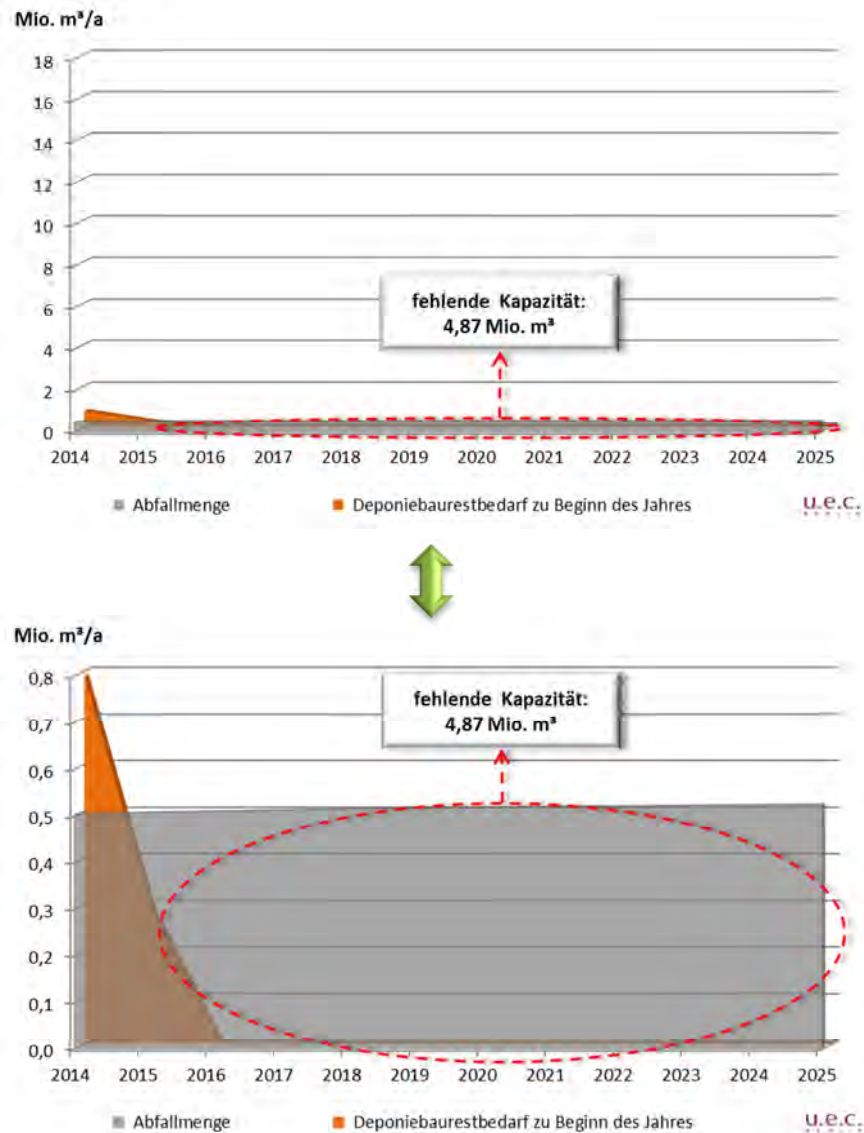 Mio. m³/a
18
16
14
12
10
8
6
4
2
0
fehlende Kapazität:
4,87 Mio. m³
2014 2015 2016 2017 2018 2019 2020 2021 2022 2023 2024 2025
Abfallmenge Deponiebaurestbedarf zu Beginn des Jahres
u.e.c.
BERLIN
Mio. m³/a
0,8
0,7
0,6
0,5
0,4
0,3
0,2
0,1
0,0
fehlende Kapazität:
4,87 Mio. m³
2014 2015 2016 2017 2018 2019 2020 2021 2022 2023 2024 2025
Abfallmenge Deponiebaurestbedarf zu Beginn des Jahres
u.e.c.